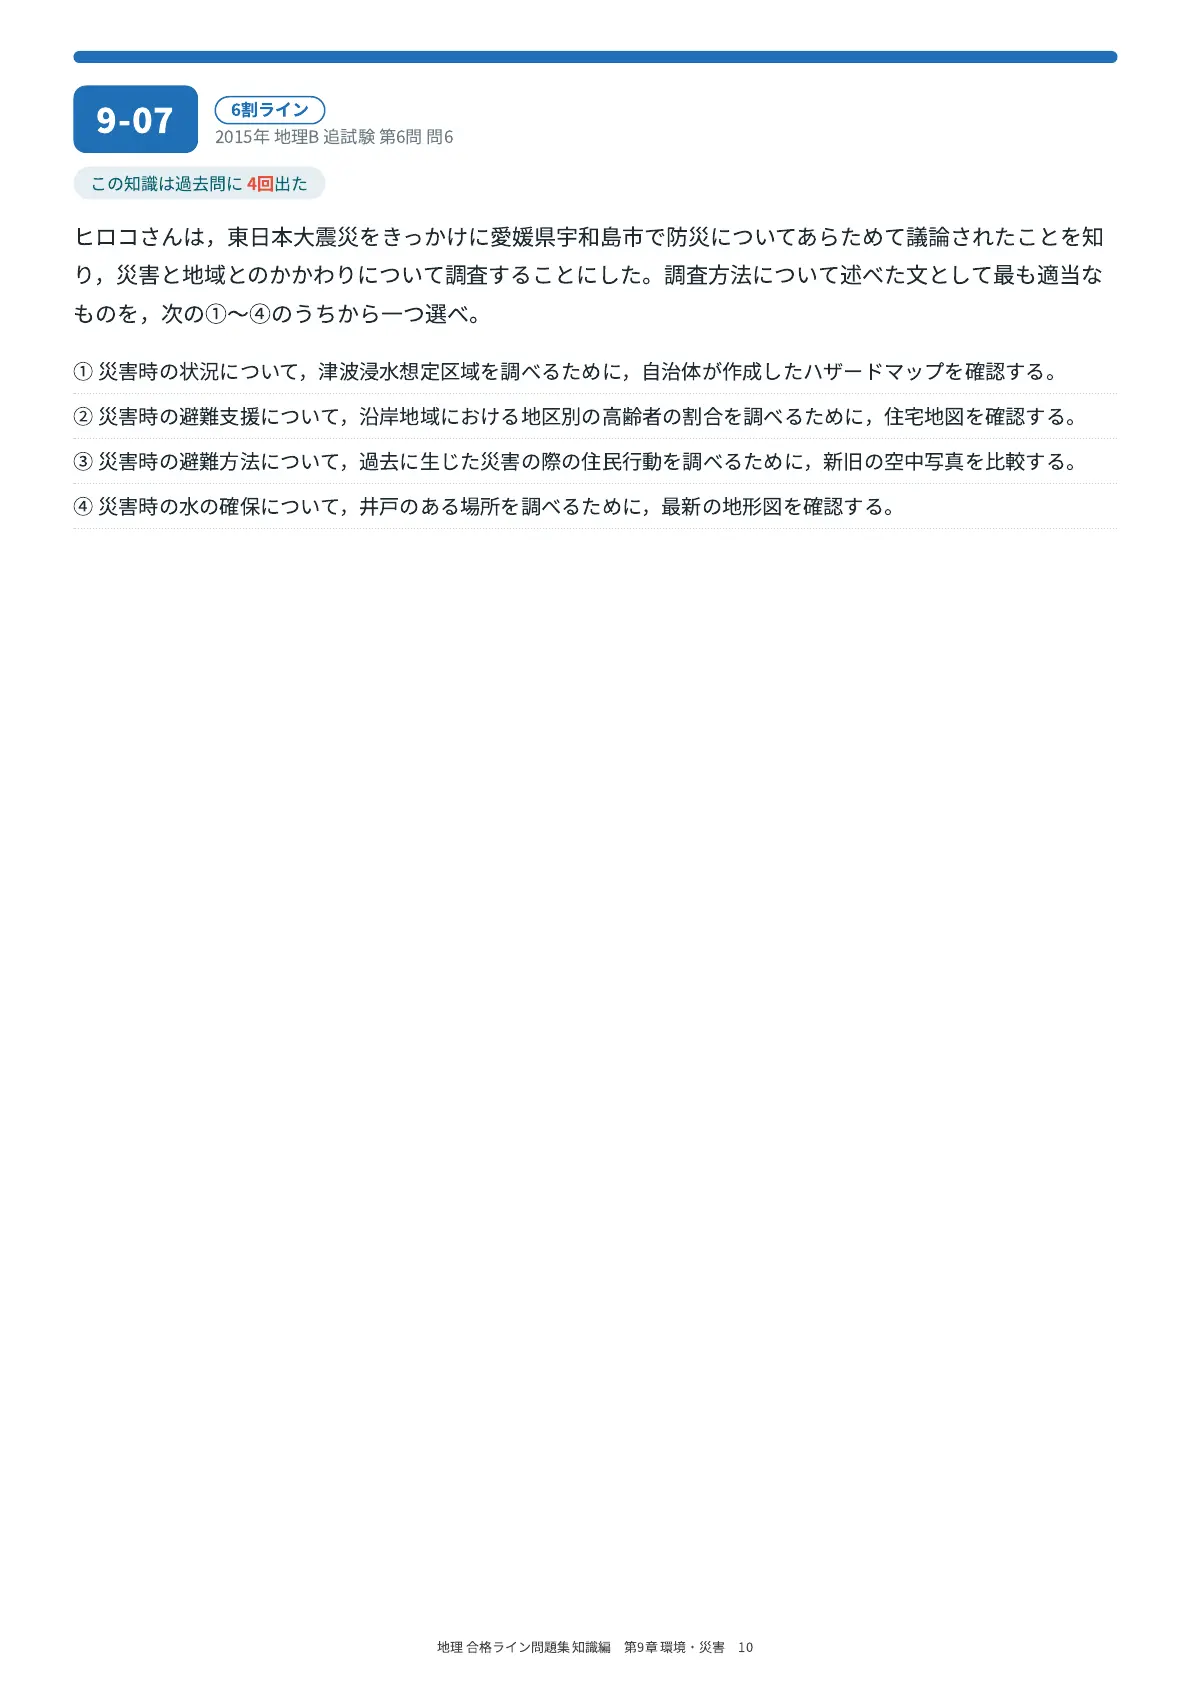 9-07
6割ライン
2015年 地理B 追試験 第6問 問6
この知識は過去問に 4回出た
ヒロコさんは，東日本大震災をきっかけに愛媛県宇和島市で防災についてあらためて議論されたことを知
り，災害と地域とのかかわりについて調査することにした。調査方法について述べた文として最も適当な
ものを，次の①～④のうちから一つ選べ。
① 災害時の状況について，津波浸水想定区域を調べるために，自治体が作成したハザードマップを確認する。
② 災害時の避難支援について，沿岸地域における地区別の高齢者の割合を調べるために，住宅地図を確認する。
③ 災害時の避難方法について，過去に生じた災害の際の住民行動を調べるために，新旧の空中写真を比較する。
④ 災害時の水の確保について，井戸のある場所を調べるために，最新の地形図を確認する。
地理 合格ライン問題集 知識編　第9章 環境・災害　10